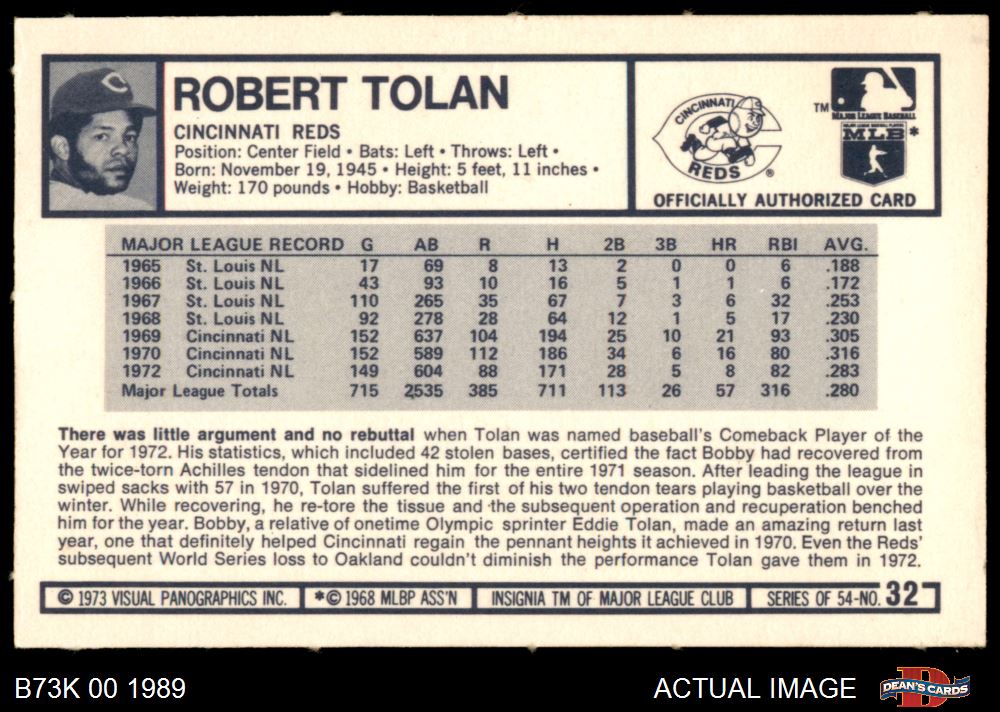 ROBERT TOLAN
CINCINNATI REDS
Position: Center Field • Bats: Left • Throws: Left •
Born: November 19, 1945 • Height: 5 feet, 11 inches •
Weight: 170 pounds • Hobby: Basketball
C
CINCINNATI
REDS
®
TM
MAJOR LEAGUE BASEBALL
MAJOR LEAGUE BASEBALL PLAYERS
MLB*
OFFICIALLY AUTHORIZED CARD
MAJOR LEAGUE RECORD G AB R H 2B 3B HR RBI AVG.
1965 St. Louis NL 17 69 8 13 2 0 0 6 .188
1966 St. Louis NL 43 93 10 16 5 1 1 6 .172
1967 St. Louis NL 110 265 35 67 7 3 6 32 .253
1968 St. Louis NL 92 278 28 64 12 1 5 17 .230
1969 Cincinnati NL 152 637 104 194 25 10 21 93 .305
1970 Cincinnati NL 152 589 112 186 34 6 16 80 .316
1972 Cincinnati NL 149 604 88 171 28 5 8 82 .283
Major League Totals 715 2535 385 711 113 26 57 316 .280
There was little argument and no rebuttal when Tolan was named baseball's Comeback Player of the
Year for 1972. His statistics, which included 42 stolen bases, certified the fact Bobby had recovered from
the twice-torn Achilles tendon that sidelined him for the entire 1971 season. After leading the league in
swiped sacks with 57 in 1970, Tolan suffered the first of his two tendon tears playing basketball over the
winter. While recovering, he re-tore the tissue and the subsequent operation and recuperation benched
him for the year. Bobby, a relative of onetime Olympic sprinter Eddie Tolan, made an amazing return last
year, one that definitely helped Cincinnati regain the pennant heights it achieved in 1970. Even the Reds'
subsequent World Series loss to Oakland couldn't diminish the performance Tolan gave them in 1972.
© 1973 VISUAL PANOGRAPHICS INC. *© 1968 MLBP ASS'N INSIGNIA TM OF MAJOR LEAGUE CLUB SERIES OF 54-NO. 32
B73K 00 1989
ACTUAL IMAGE
DEAN'S CARDS